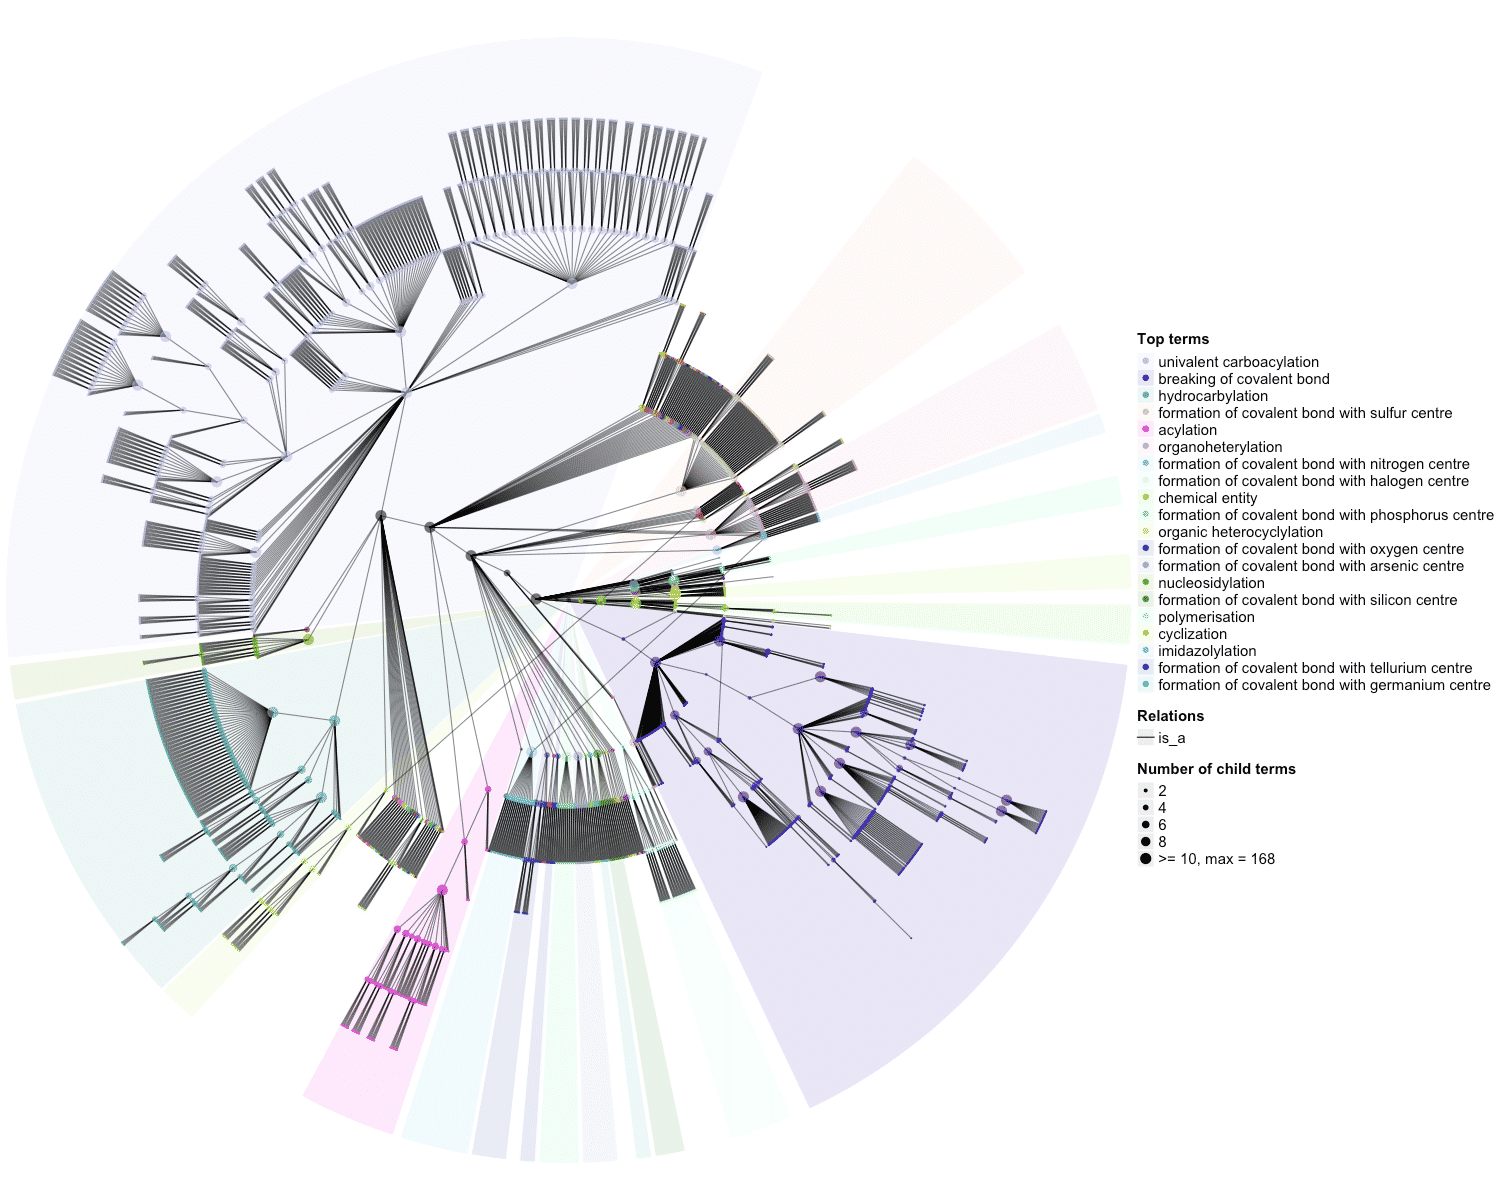 Top terms
univalent carboacylation
breaking of covalent bond
hydrocarbylation
formation of covalent bond with sulfur centre
acylation
organoheterylation
formation of covalent bond with nitrogen centre
formation of covalent bond with halogen centre
chemical entity
formation of covalent bond with phosphorus centre
organic heterocyclylation
formation of covalent bond with oxygen centre
formation of covalent bond with arsenic centre
nucleosidylation
formation of covalent bond with silicon centre
polymerisation
cyclization
imidazolylation
formation of covalent bond with tellurium centre
formation of covalent bond with germanium centre
Relations
is_a
Number of child terms
2
4
6
8
>= 10, max = 168